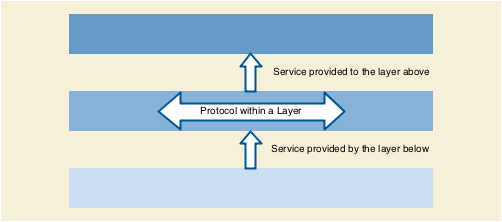 Service provided to the layer above
Protocol within a Layer
Service provided by the layer below